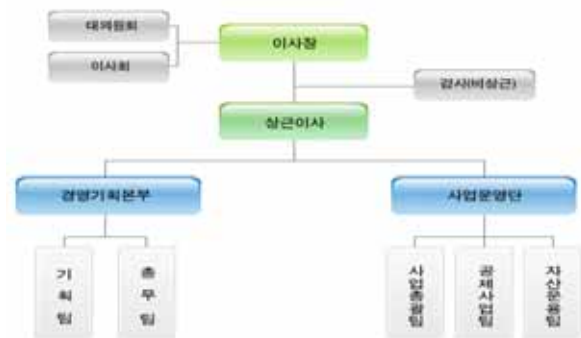 대의원회
이사장
이사회
감사(비상근)
상근이사
경영기획본부
사업운영단
기획팀
총무팀
사업총괄팀
공제사업팀
자산운용팀